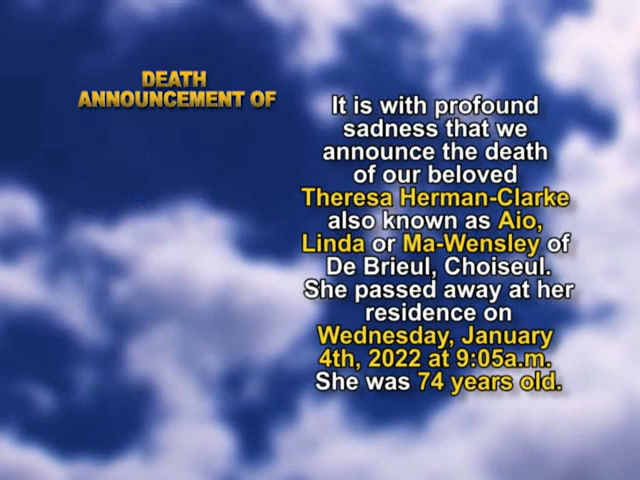 DEATH
ANNOUNCEMENT OF
It is with profound
sadness that we
announce the death
of our beloved
Theresa Herman-Clarke
also known as Aio,
Linda or Ma-Wensley of
De Brieul, Choiseul.
She passed away at her
residence on
Wednesday, January
4th, 2022 at 9:05a.m.
She was 74 years old.